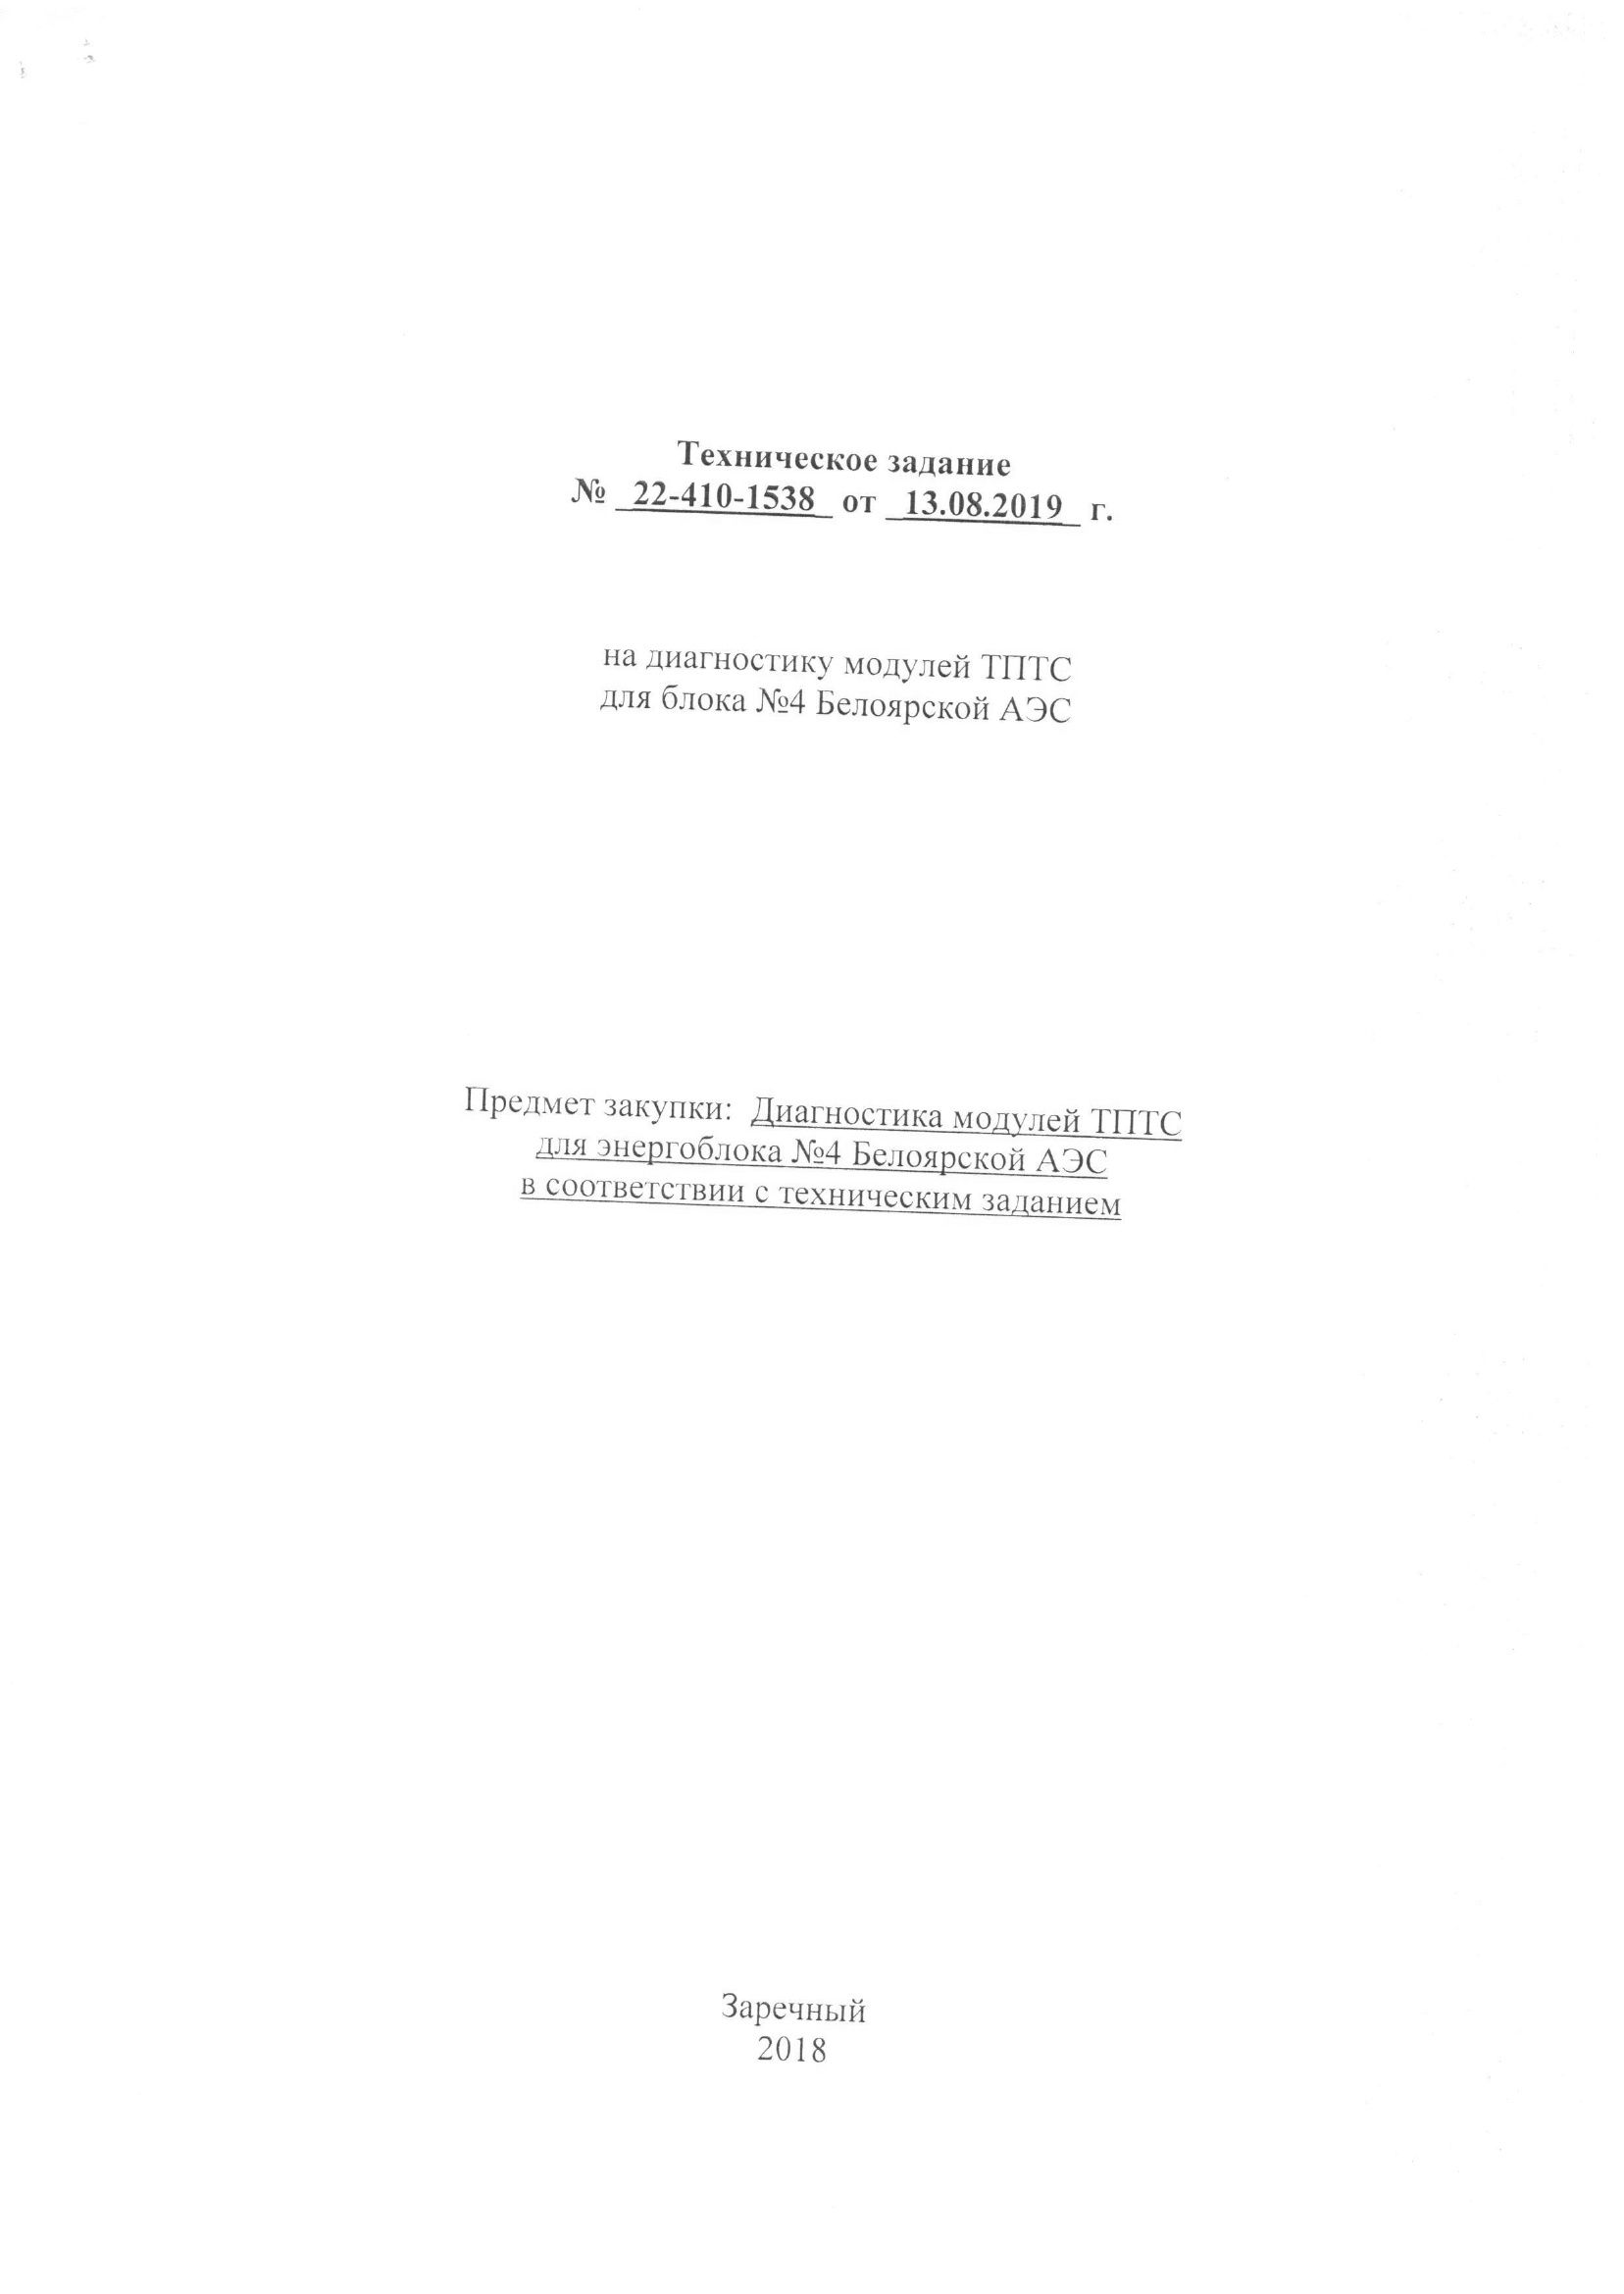 Техническое задание
№ 22-410-1538 от 13.08.2019 г.
на диагностику модулей ТПТС
для блока №4 Белоярской АЭС
Предмет закупки: Диагностика модулей ТПТС
для энергоблока №4 Белоярской АЭС
в соответствии с техническим заданием
Заречный
2018